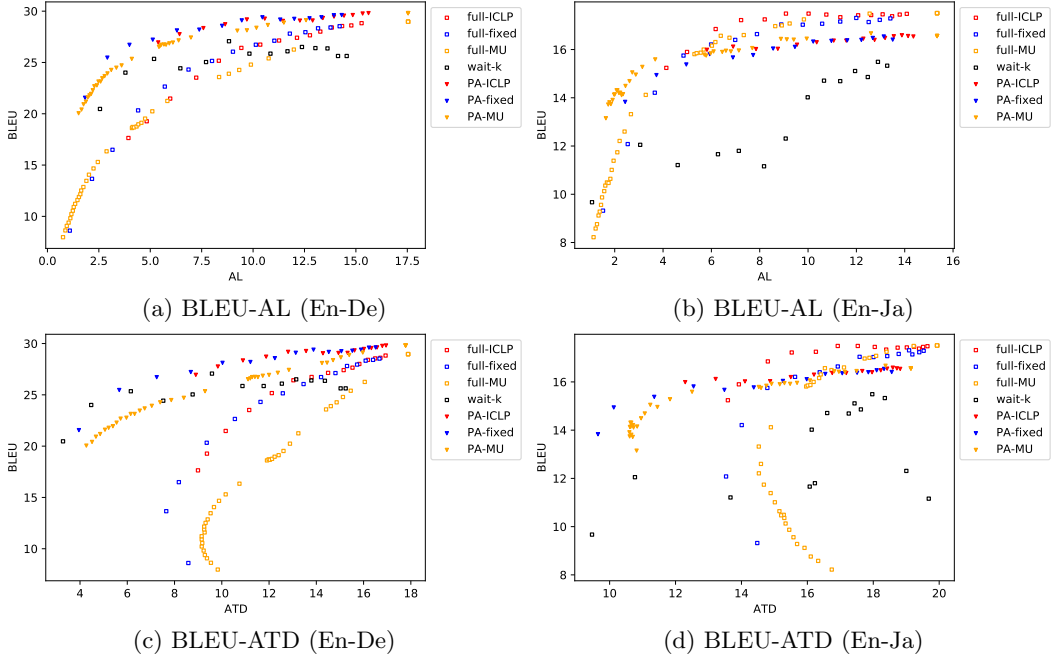 30
25
20
15
10
BLEU
0.0 2.5 5.0 7.5 10.0 12.5 15.0 17.5
AL
full-ICLP
full-fixed
full-MU
wait-k
PA-ICLP
PA-fixed
PA-MU
(a) BLEU-AL (En-De)
18
16
14
12
10
8
BLEU
2 4 6 8 10 12 14 16
AL
full-ICLP
full-fixed
full-MU
wait-k
PA-ICLP
PA-fixed
PA-MU
(b) BLEU-AL (En-Ja)
30
25
20
15
10
BLEU
4 6 8 10 12 14 16 18
ATD
full-ICLP
full-fixed
full-MU
wait-k
PA-ICLP
PA-fixed
PA-MU
(c) BLEU-ATD (En-De)
18
16
14
12
10
8
BLEU
10 12 14 16 18 20
ATD
full-ICLP
full-fixed
full-MU
wait-k
PA-ICLP
PA-fixed
PA-MU
(d) BLEU-ATD (En-Ja)